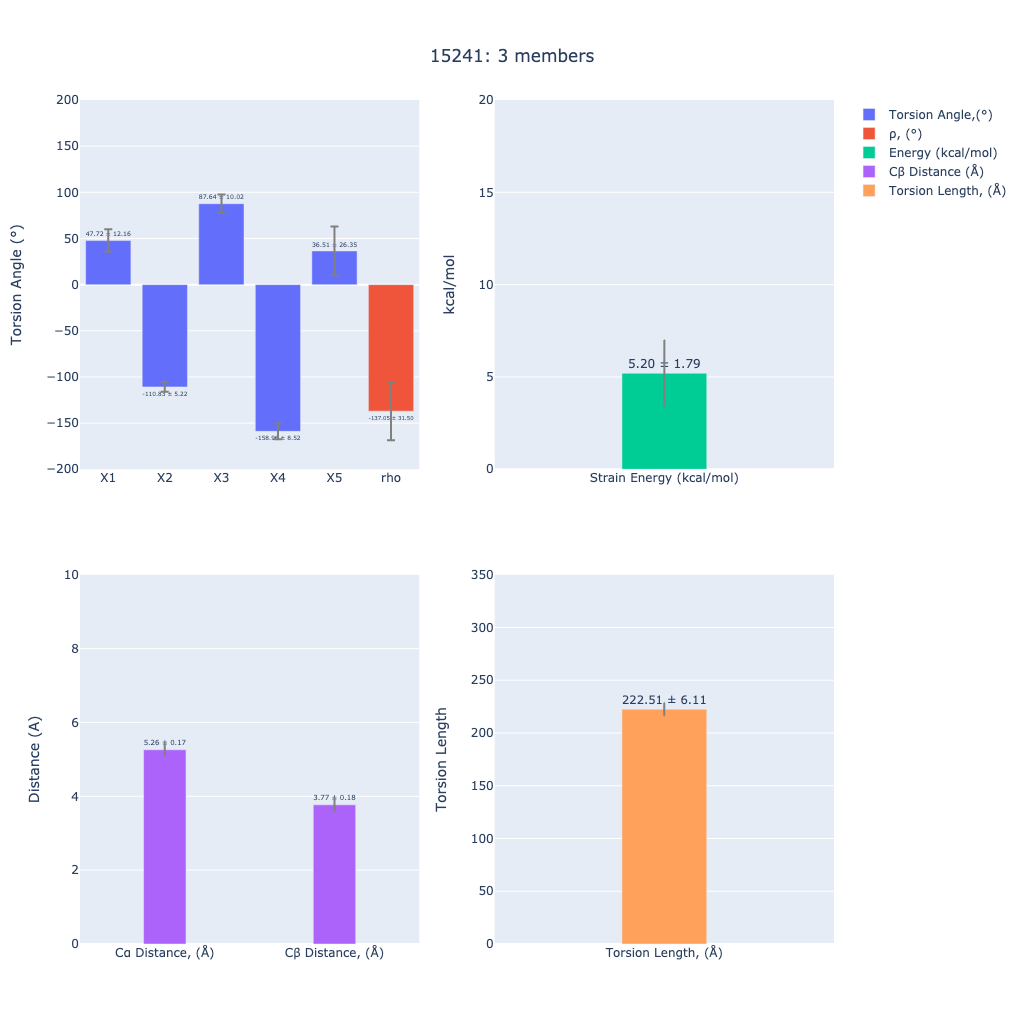 15241: 3 members
Torsion Angle (°)
200
150
100
50
0
−50
−100
−150
−200
47.72 ± 12.16
-110.83 ± 5.22
87.64 ± 10.02
36.51 ± 26.35
-137.05 ± 31.50
X1
X2
X3
X4
X5
rho
kcal/mol
20
15
10
5
0
5.20 ± 1.79
Strain Energy (kcal/mol)
Torsion Angle,(°)
ρ, (°)
Energy (kcal/mol)
Cβ Distance (Å)
Torsion Length, (Å)
Distance (A)
10
8
6
4
2
0
5.26 ± 0.17
3.77 ± 0.18
Cα Distance, (Å)
Cβ Distance, (Å)
Torsion Length
350
300
250
200
150
100
50
0
222.51 ± 6.11
Torsion Length, (Å)